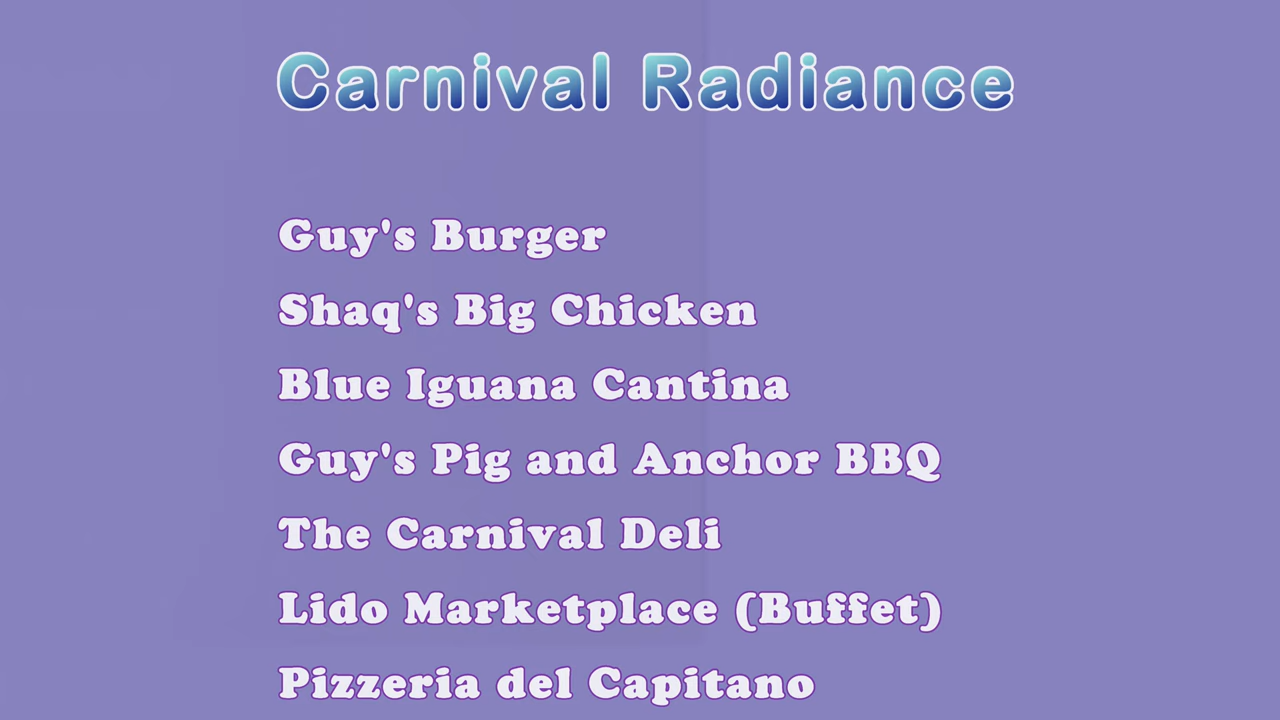 Carnival Radiance
Guy's Burger
Shaq's Big Chicken
Blue Iguana Cantina
Guy's Pig and Anchor BBQ
The Carnival Deli
Lido Marketplace (Buffet)
Pizzeria del Capitano